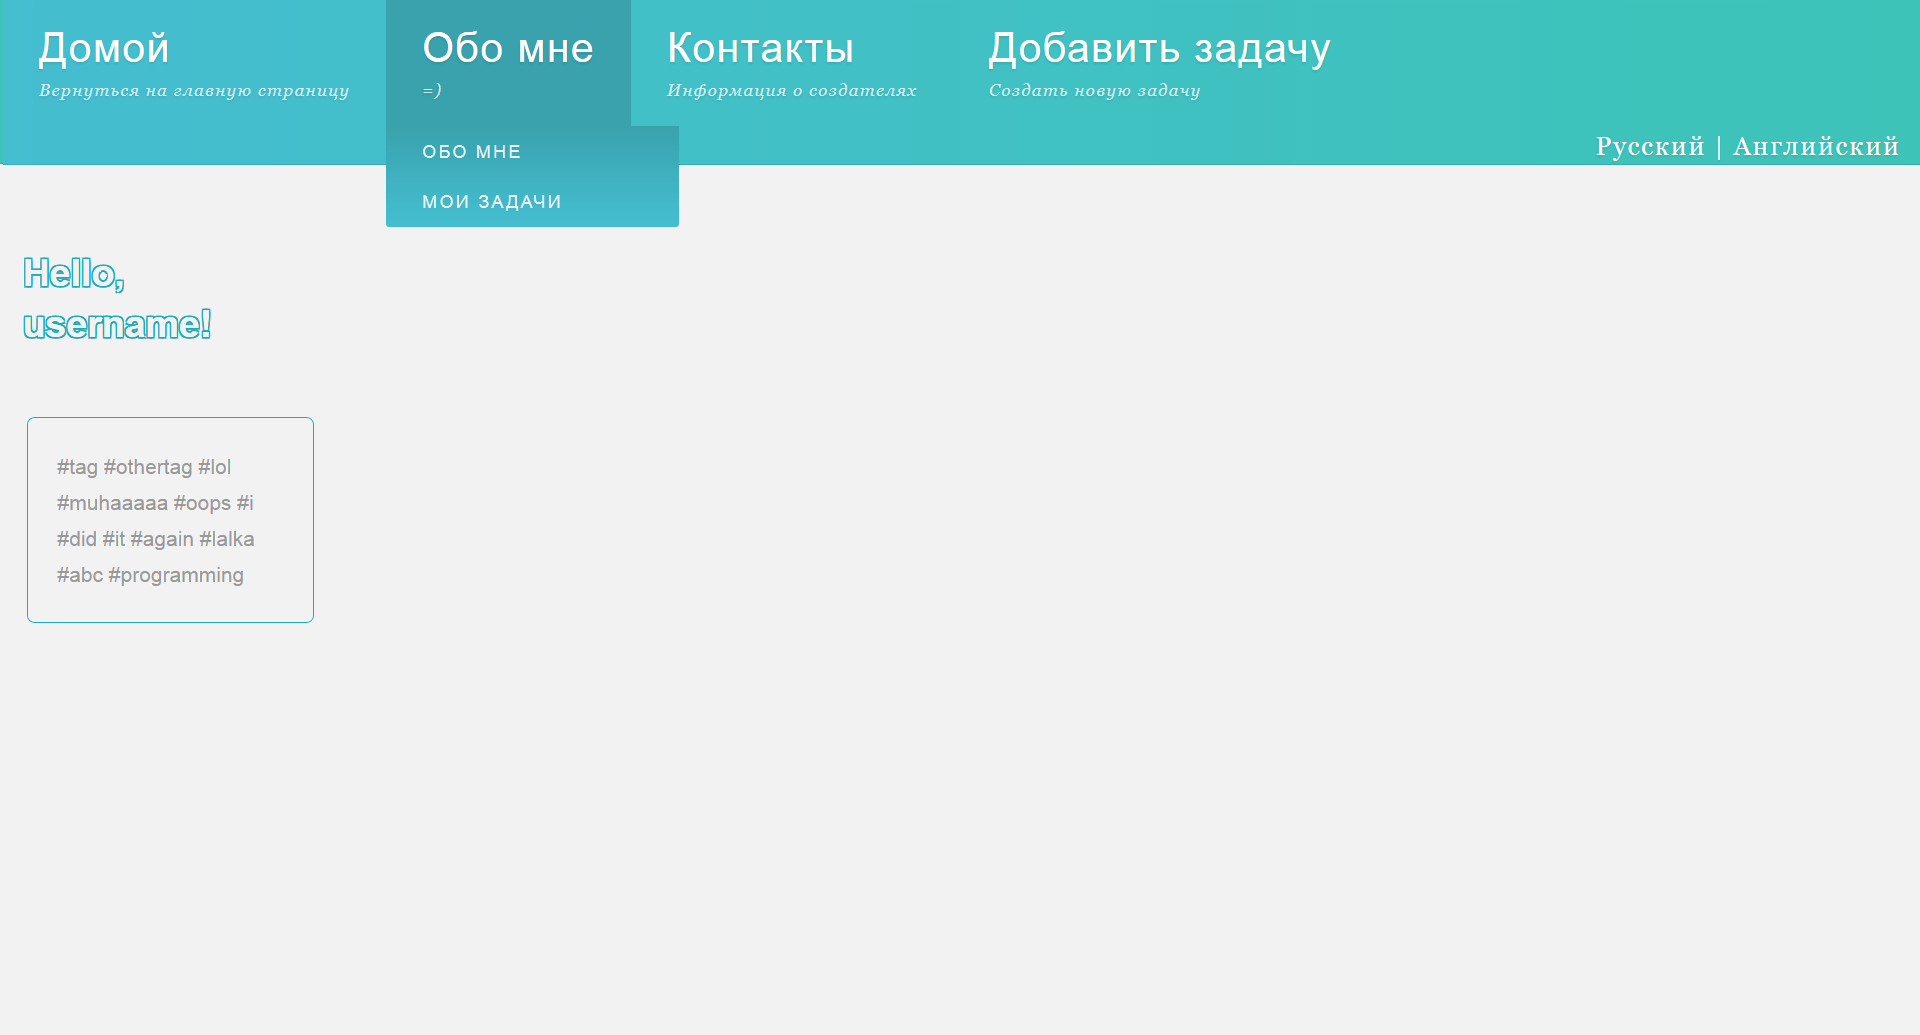 Домой
Вернуться на главную страницу
Обо мне
=)
Контакты
Информация о создателях
Добавить задачу
Создать новую задачу
Русский | Английский
ОБО МНЕ
МОИ ЗАДАЧИ
Hello,
username!
#tag #othertag #lol
#muhaaaaa #oops #i
#did #it #again #lalka
#abc #programming